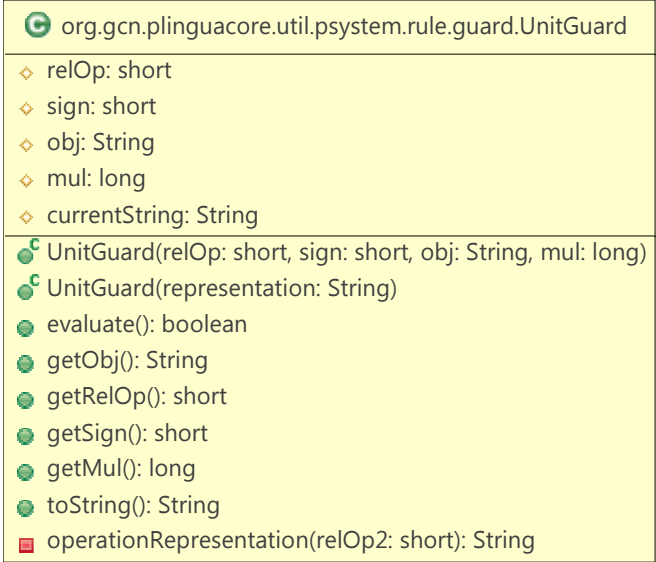 C org.gcn.plinguacore.util.psystem.rule.guard.UnitGuard
relOp: short
sign: short
obj: String
mul: long
currentString: String
C UnitGuard(relOp: short, sign: short, obj: String, mul: long)
C UnitGuard(representation: String)
evaluate(): boolean
getObj(): String
getRelOp(): short
getSign(): short
getMul(): long
toString(): String
operationRepresentation(relOp2: short): String